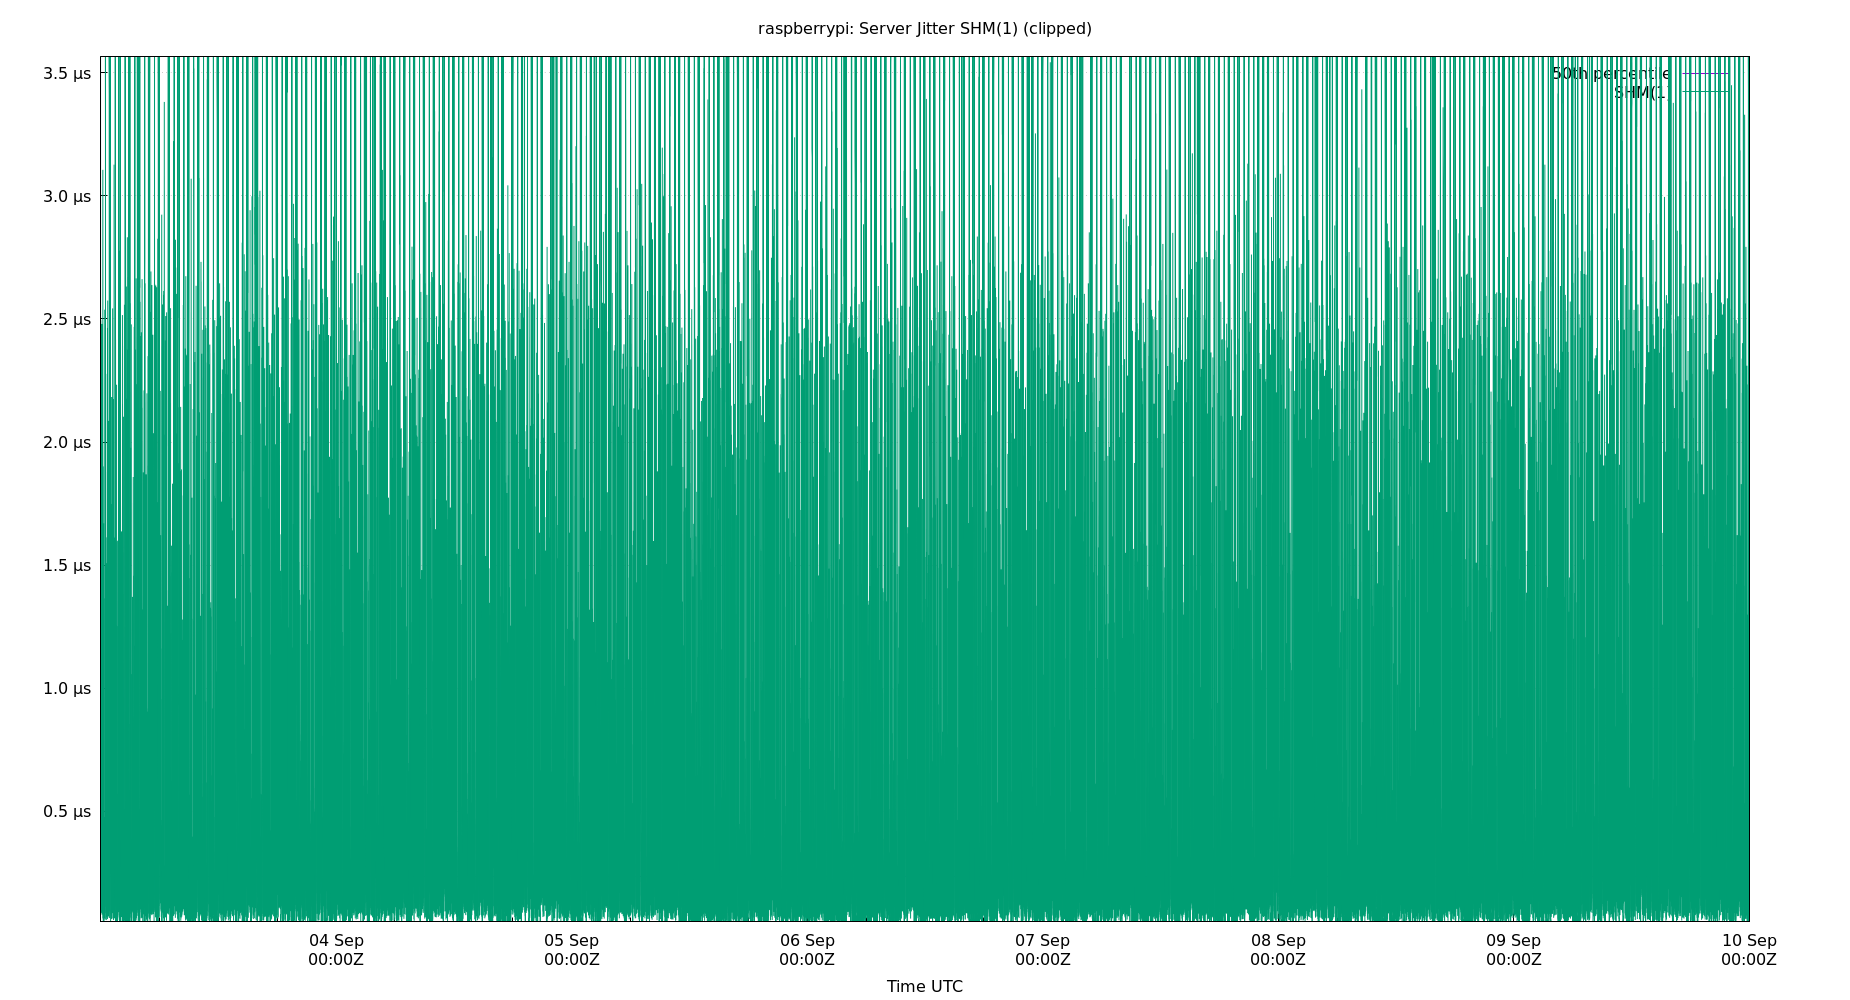 raspberrypi: Server Jitter SHM(1) (clipped)
3.5 µs
50th percentile
SHM(1)
3.0 µs
2.5 µs
2.0 µs
1.5 µs
1.0 µs
0.5 µs
04 Sep 05 Sep 06 Sep 07 Sep 08 Sep 09 Sep 10 Sep
00:00Z 00:00Z 00:00Z 00:00Z 00:00Z 00:00Z 00:00Z
Time UTC